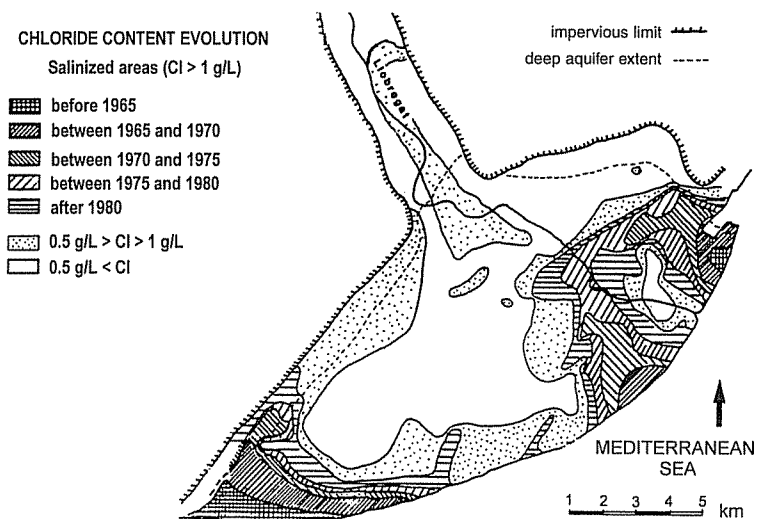 CHLORIDE CONTENT EVOLUTION
Salinized areas (Cl > 1 g/L)
before 1965
between 1965 and 1970
between 1970 and 1975
between 1975 and 1980
after 1980
0.5 g/L > Cl > 1 g/L
0.5 g/L < Cl
impervious limit
deep aquifer extent
Llobregat
MEDITERRANEAN
SEA
1 2 3 4 5 km